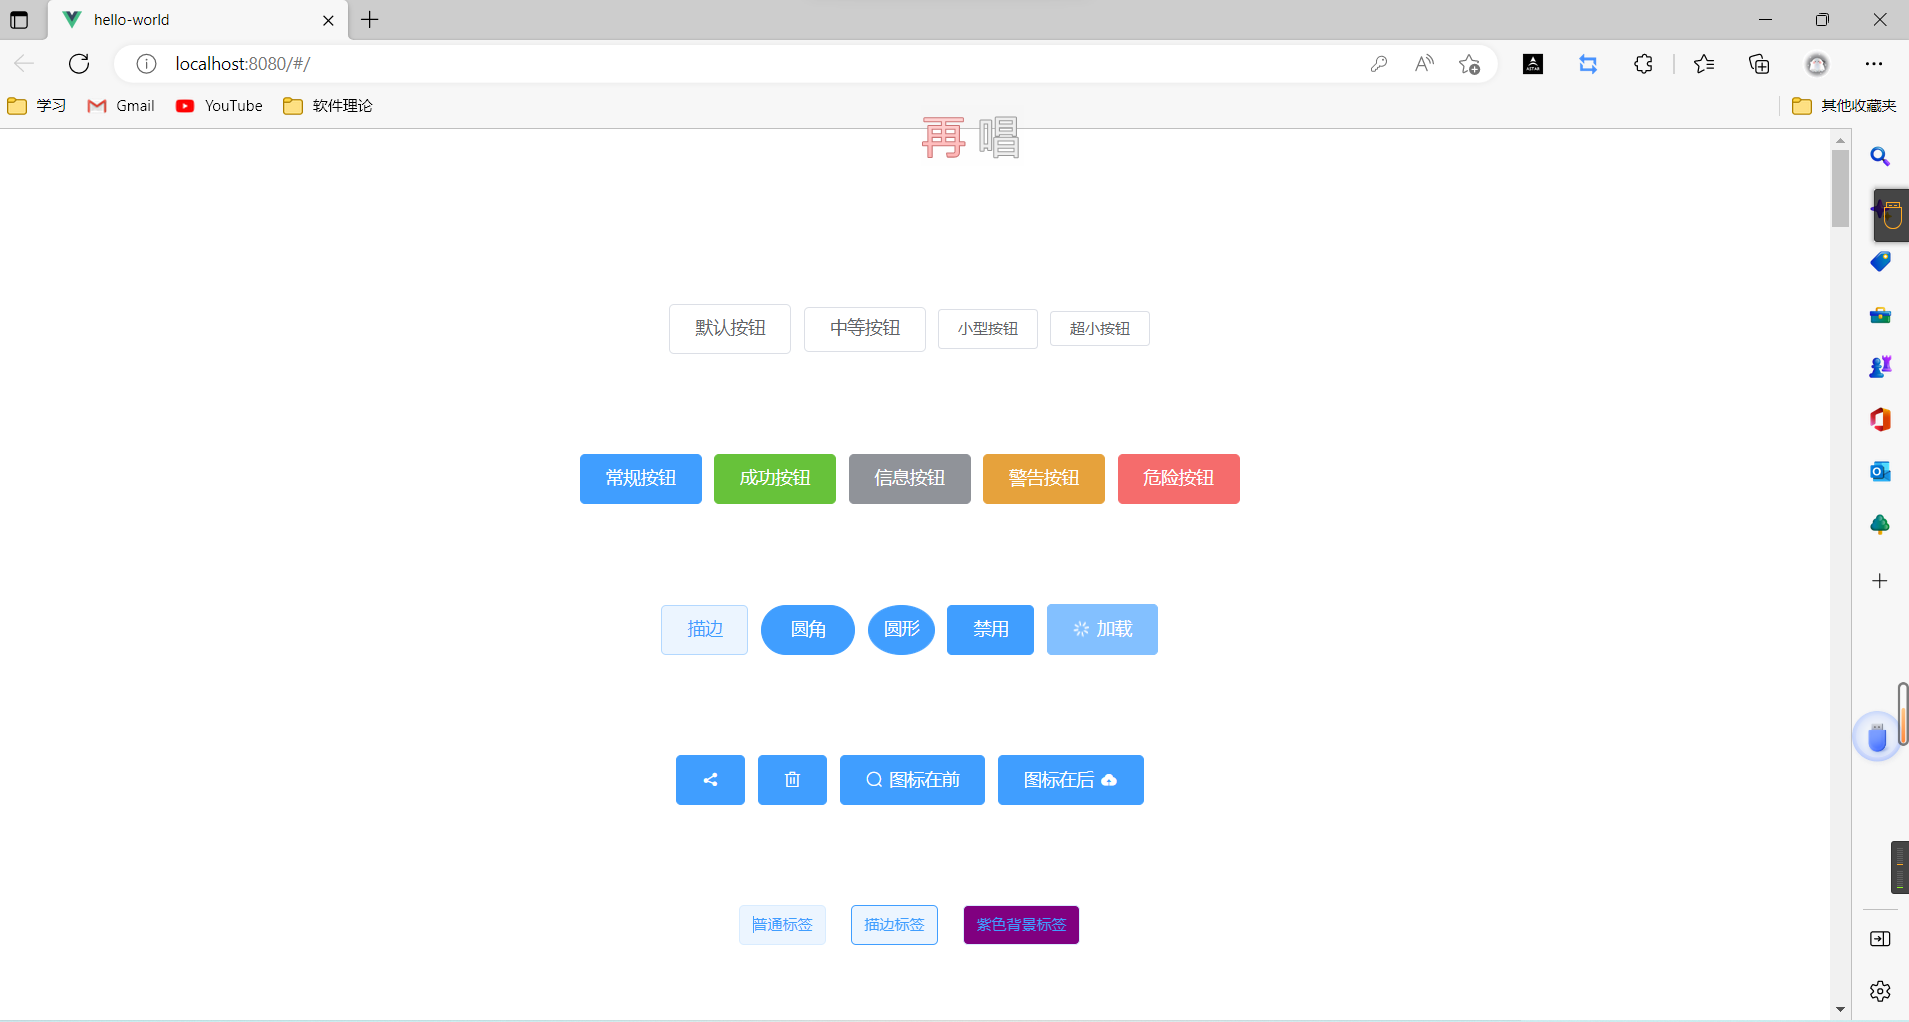 hello-world
localhost:8080/#/
学习 Gmail YouTube 软件理论 其他收藏夹
再 唱
默认按钮 中等按钮 小型按钮 超小按钮
常规按钮 成功按钮 信息按钮 警告按钮 危险按钮
描边 圆角 圆形 禁用 加载
图标在前 图标在后
普通标签 描边标签 紫色背景标签